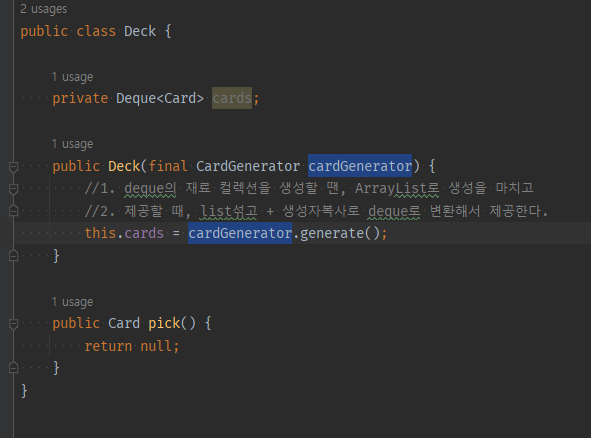 2 usages
public class Deck {
1 usage
private Deque<Card> cards;
1 usage
public Deck(final CardGenerator cardGenerator) {
//1. deque의 재료 컬렉션을 생성할 땐, ArrayList로 생성을 마치고
//2. 제공할 때, list섞고 + 생성자복사로 deque로 변환해서 제공한다.
this.cards = cardGenerator.generate();
}
1 usage
public Card pick() {
return null;
}
}